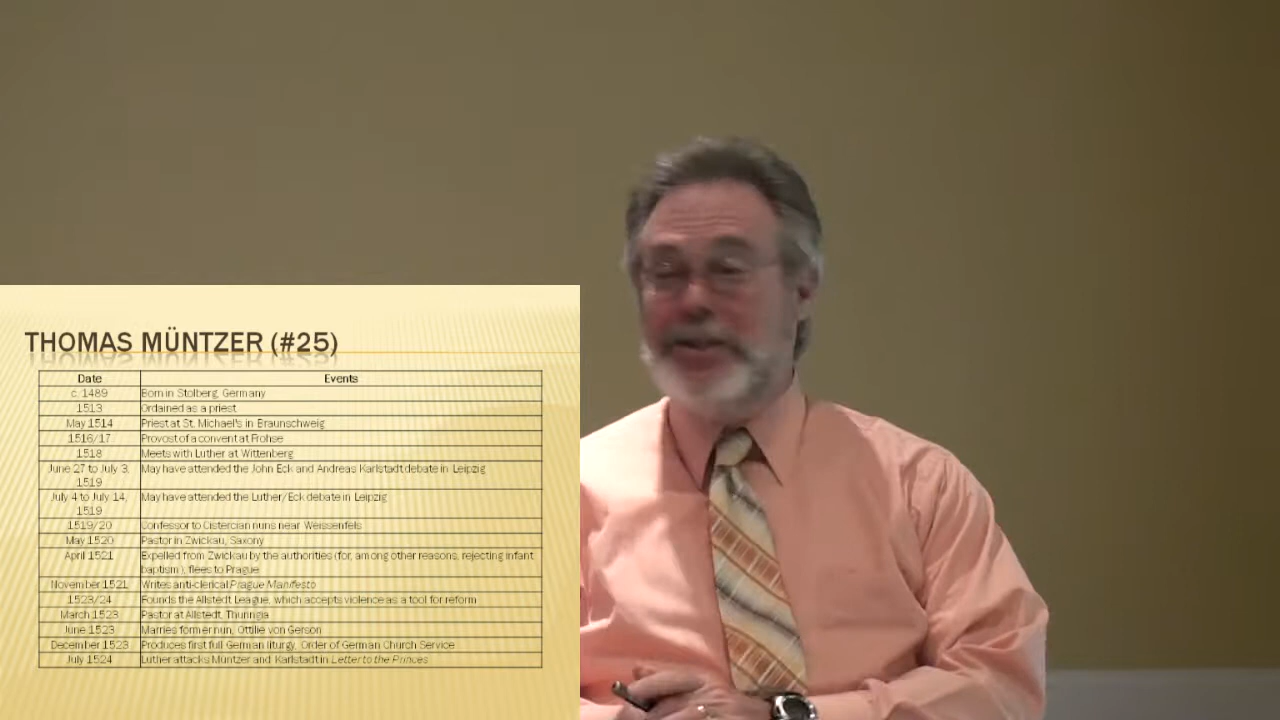 THOMAS MÜNTZER (#25)
Date Events
c. 1489 Born in Stolberg, Germany
1513 Ordained as a priest
May 1514 Priest at St. Michael's in Braunschweig
1516/17 Provost of a convent at Frohse
1518 Meets with Luther at Wittenberg
June 27 to July 3, May have attended the John Eck and Andreas Karlstadt debate in Leipzig
1519
July 4 to July 14, May have attended the Luther/Eck debate in Leipzig
1519
1519/20 Confessor to Cistercian nuns near Weissenfels
May 1520 Pastor in Zwickau, Saxony
April 1521 Expelled from Zwickau by the authorities (for, among other reasons, rejecting infant
baptism), flees to Prague
November 1521 Writes anti-clerical Prague Manifesto
1523/24 Founds the Allstedt League, which accepts violence as a tool for reform
March 1523 Pastor at Allstedt, Thuringia
June 1523 Marries former nun, Ottilie von Gerson
December 1523 Produces first full German liturgy, Order of German Church Service
July 1524 Luther attacks Müntzer and Karlstadt in Letter to the Princes